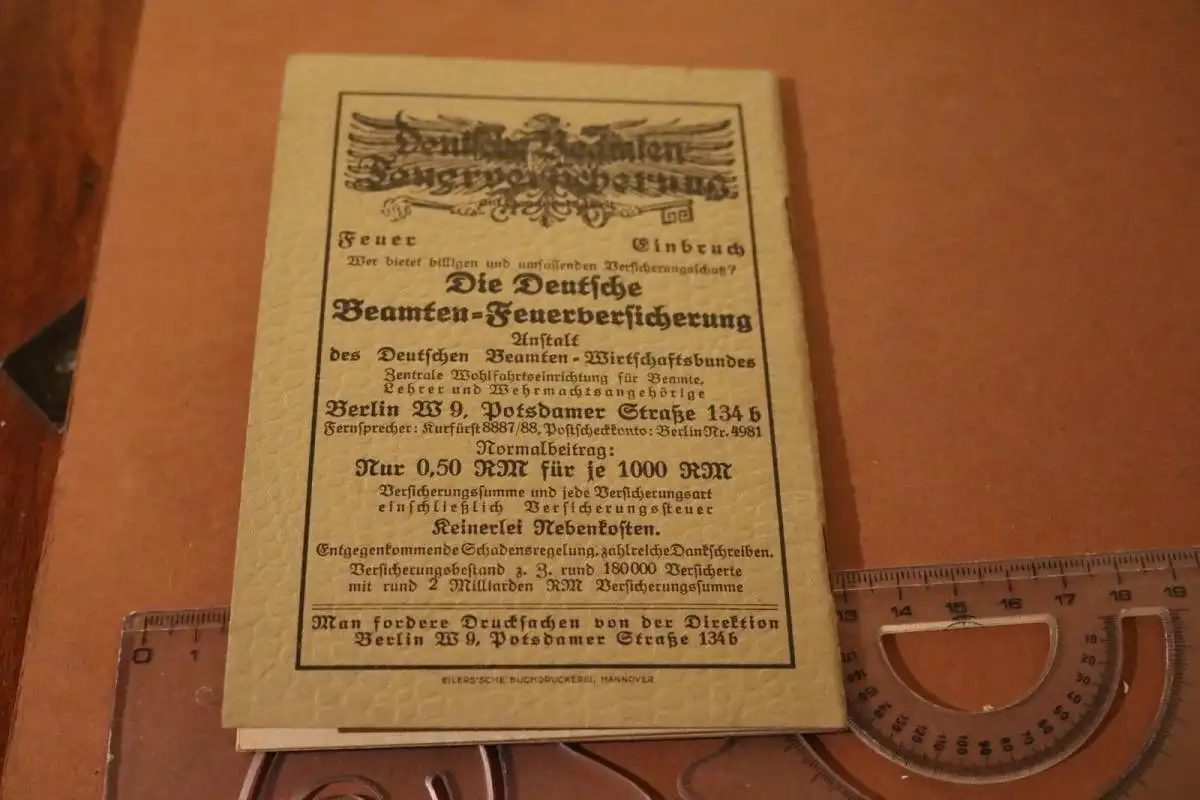 Deutsche Beamten-
Feuerversicherung
Feuer Einbruch
Wer bietet billigen und umfassenden Versicherungsschutz?
Die Deutsche
Beamten=Feuerversicherung
Anstalt
des Deutschen Beamten-Wirtschaftsbundes
Zentrale Wohlfahrtseinrichtung für Beamte,
Lehrer und Wehrmachtsangehörige
Berlin W 9, Potsdamer Straße 134 b
Fernsprecher: Kurfürst 8887/88, Postscheckkonto: Berlin Nr. 4981
Normalbeitrag:
Nur 0,50 RM für je 1000 RM
Versicherungssumme und jede Versicherungsart
einschließlich Versicherungssteuer
Keinerlei Nebenkosten.
Entgegenkommende Schadensregelung, zahlreiche Dankschreiben.
Versicherungsbestand z. Z. rund 180000 Versicherte
mit rund 2 Milliarden RM Versicherungssumme
Man fordere Drucksachen von der Direktion
Berlin W 9, Potsdamer Straße 134 b
EILERS'SCHE BUCHDRUCKEREI, HANNOVER
0 1 13 14 15 16 17 18 19